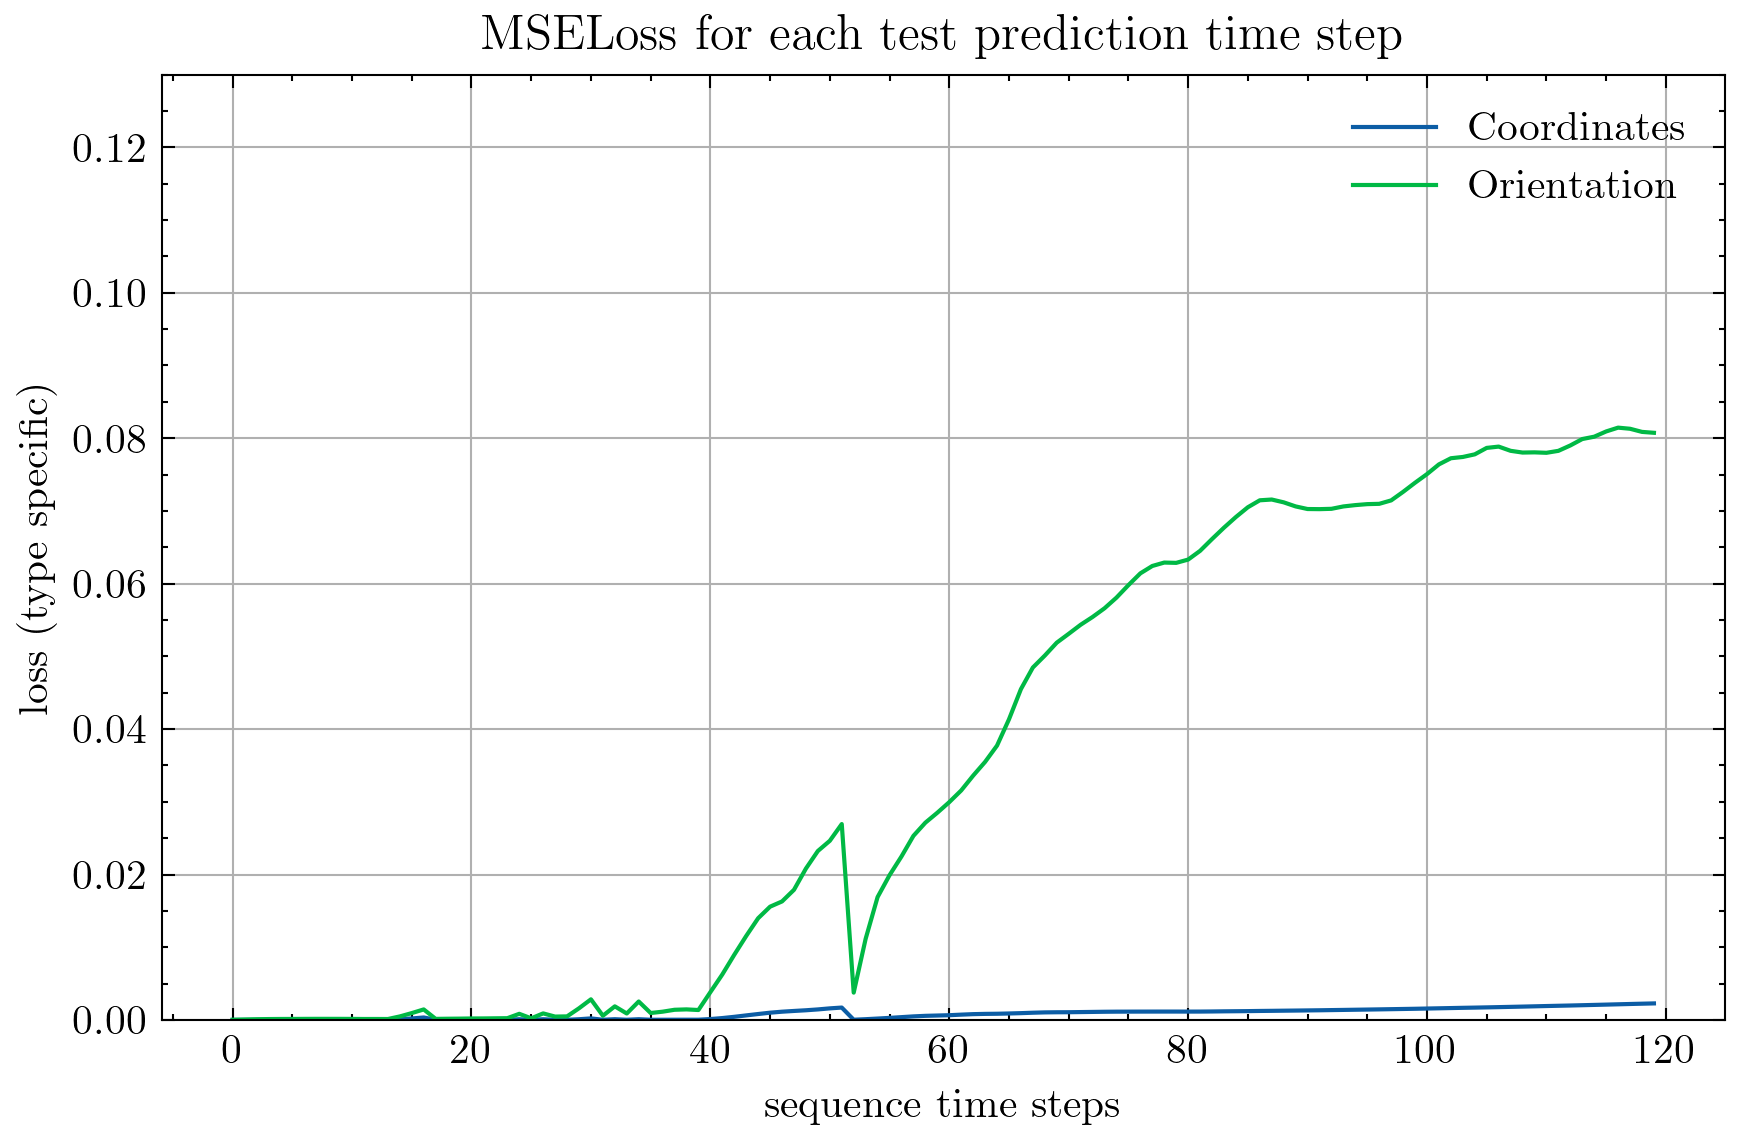 MSELoss for each test prediction time step
Coordinates
Orientation
0.12
0.10
0.08
0.06
0.04
0.02
0.00
loss (type specific)
0 20 40 60 80 100 120
sequence time steps